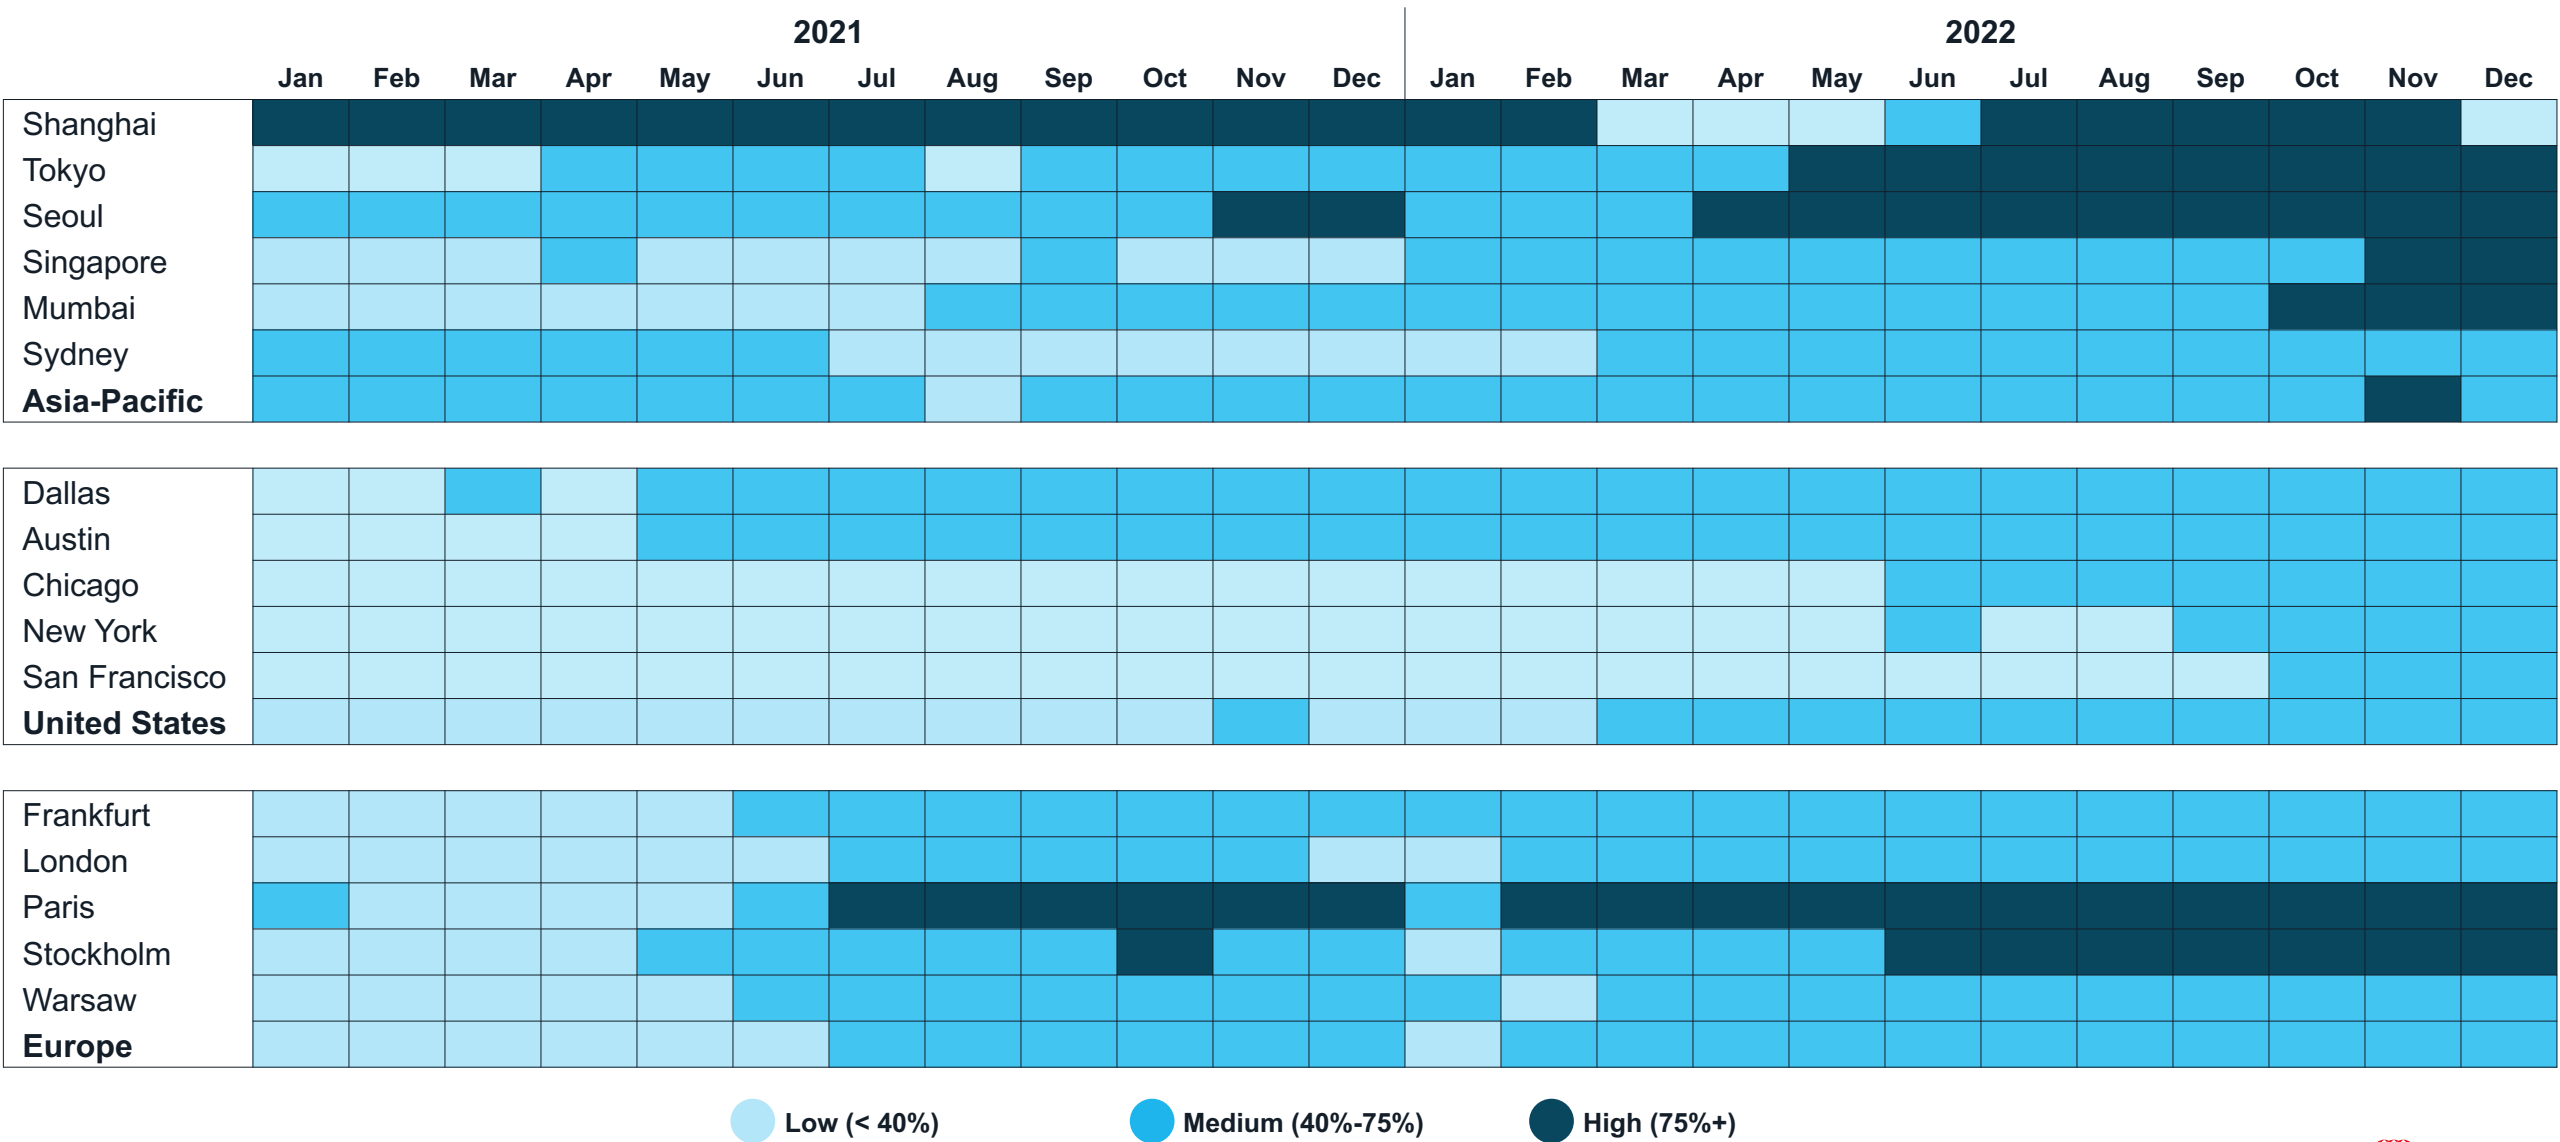 2021 2022
Jan Feb Mar Apr May Jun Jul Aug Sep Oct Nov Dec Jan Feb Mar Apr May Jun Jul Aug Sep Oct Nov Dec
Shanghai
Tokyo
Seoul
Singapore
Mumbai
Sydney
Asia-Pacific
Dallas
Austin
Chicago
New York
San Francisco
United States
Frankfurt
London
Paris
Stockholm
Warsaw
Europe
Low (< 40%) Medium (40%-75%) High (75%+)